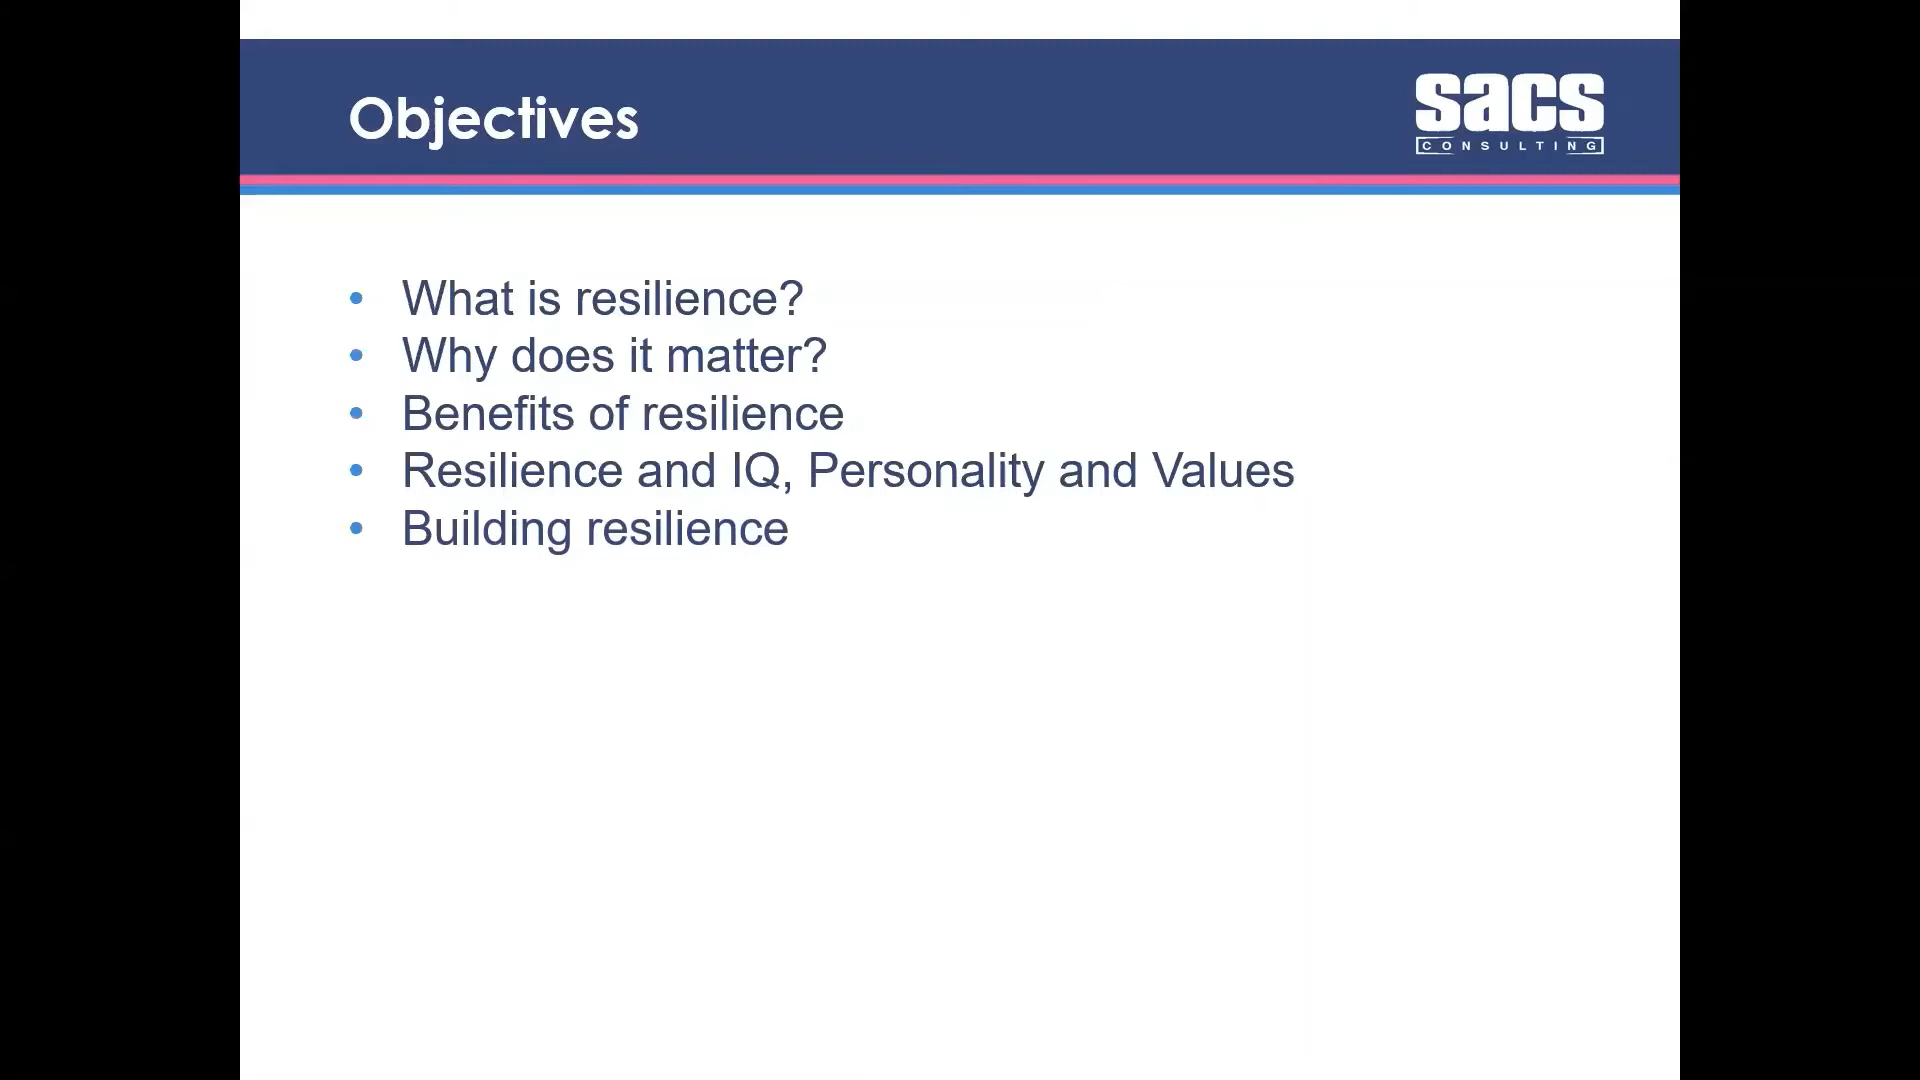 Objectives
sacs
CONSULTING
• What is resilience?
• Why does it matter?
• Benefits of resilience
• Resilience and IQ, Personality and Values
• Building resilience